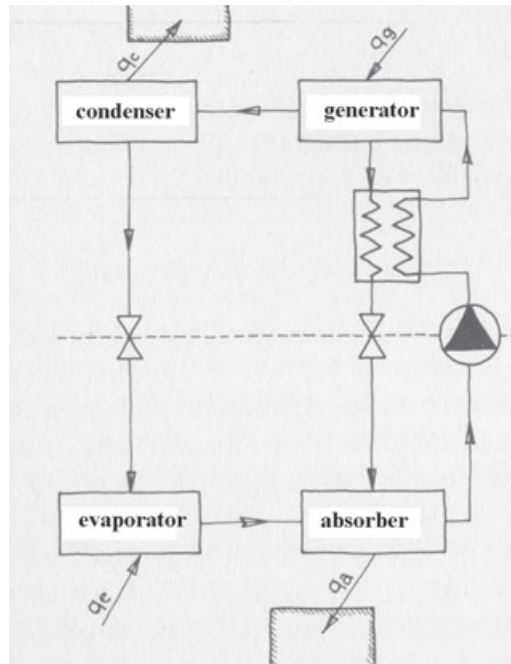 qc
qg
condenser
generator
evaporator
absorber
qe
qa